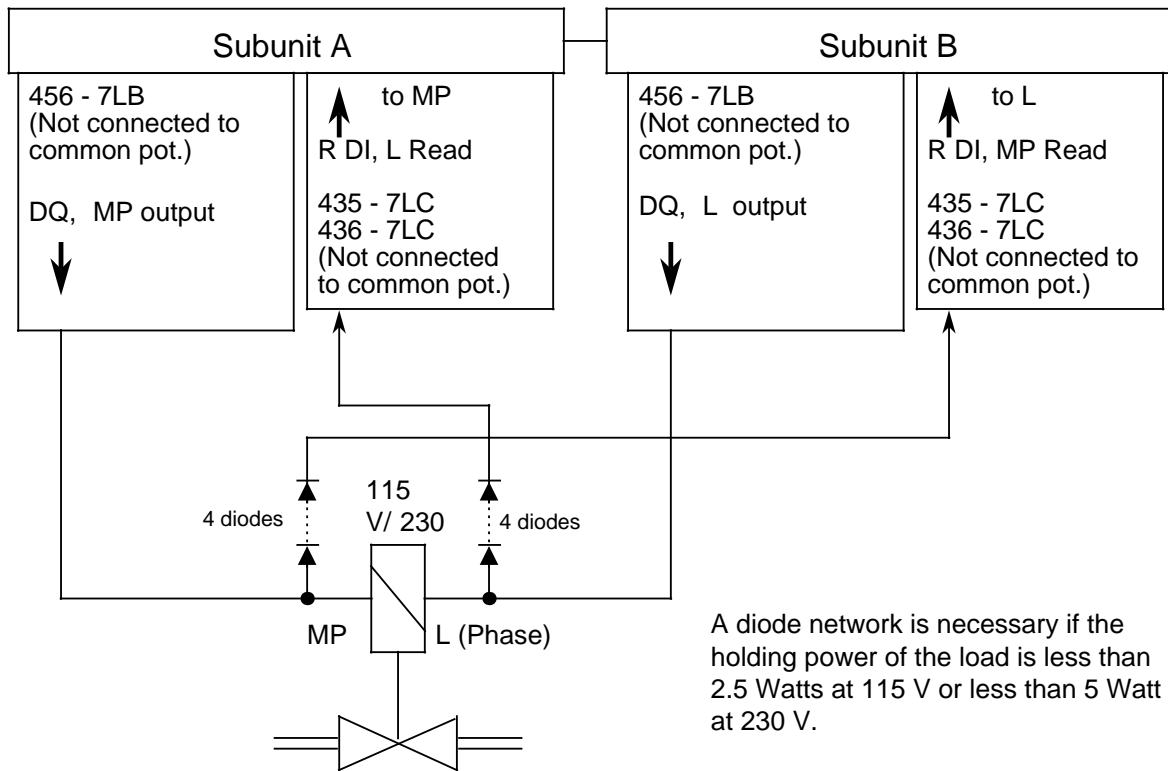 Subunit A
Subunit B
456 - 7LB
(Not connected to
common pot.)
DQ, MP output
to MP
R DI, L Read
435 - 7LC
436 - 7LC
(Not connected
to common pot.)
456 - 7LB
(Not connected to
common pot.)
DQ, L output
to L
R DI, MP Read
435 - 7LC
436 - 7LC
(Not connected to
common pot.)
4 diodes
115
V/ 230
4 diodes
MP
L (Phase)
A diode network is necessary if the
holding power of the load is less than
2.5 Watts at 115 V or less than 5 Watt
at 230 V.